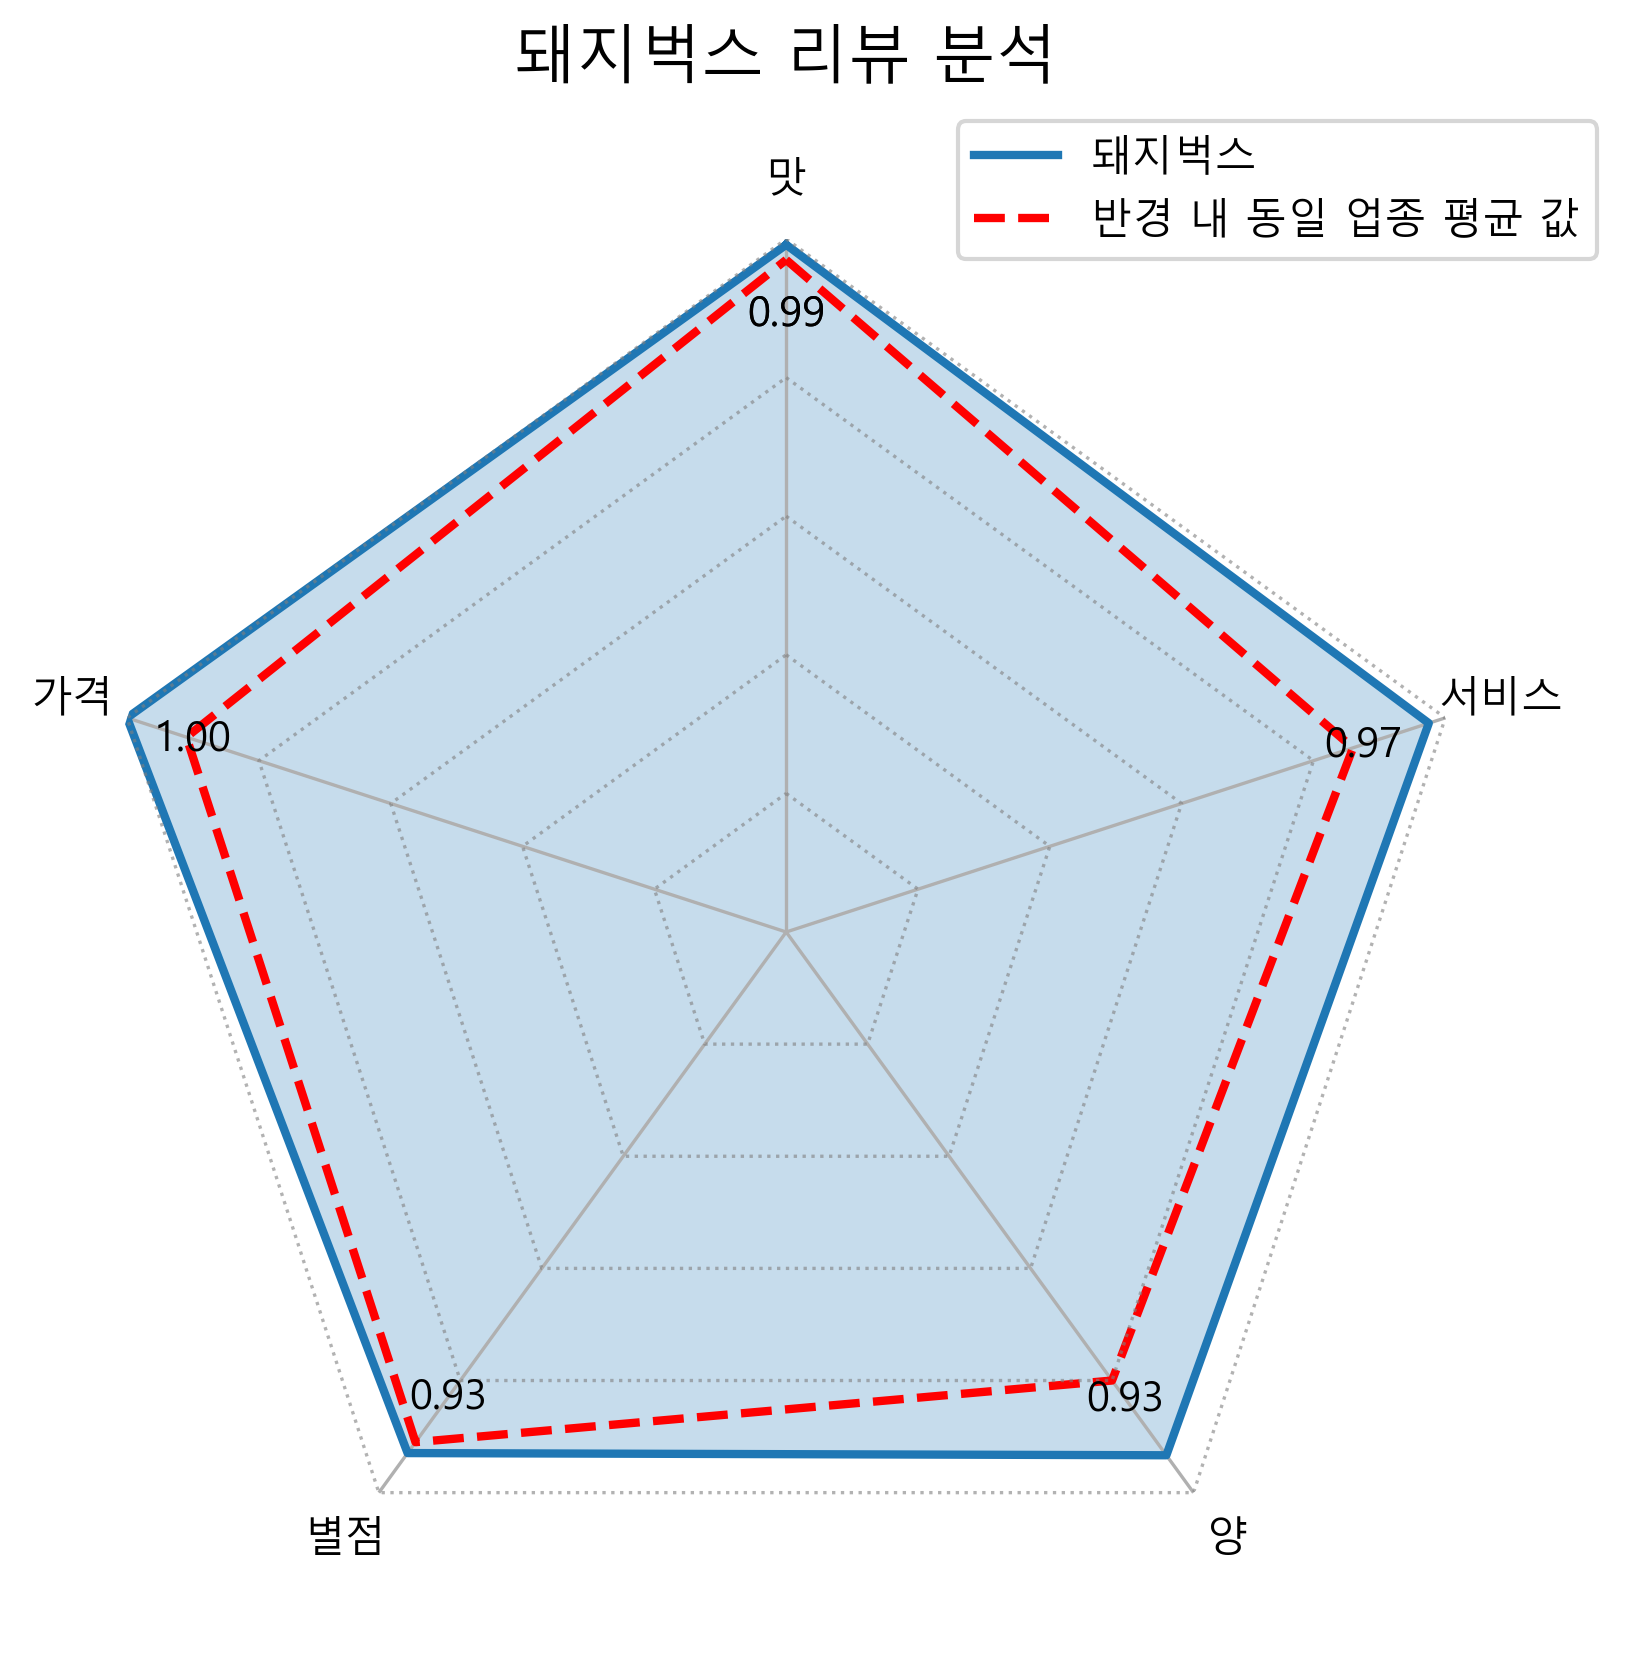 돼지벅스 리뷰 분석
돼지벅스
반경 내 동일 업종 평균 값
맛
0.99
가격
1.00
서비스
0.97
0.93
0.93
별점
양